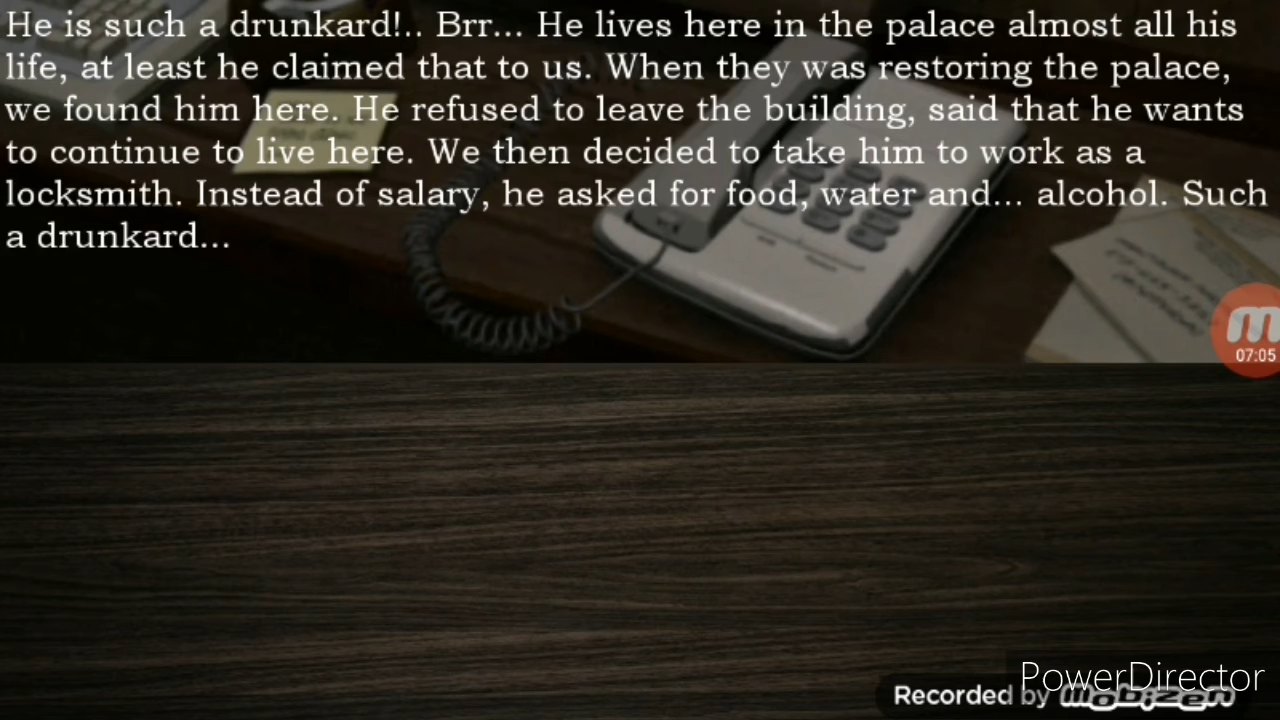 He is such a drunkard!.. Brr... He lives here in the palace almost all his
life, at least he claimed that to us. When they was restoring the palace,
we found him here. He refused to leave the building, said that he wants
to continue to live here. We then decided to take him to work as a
locksmith. Instead of salary, he asked for food, water and... alcohol. Such
a drunkard...
07:05
PowerDirector
Recorded by Mobizen